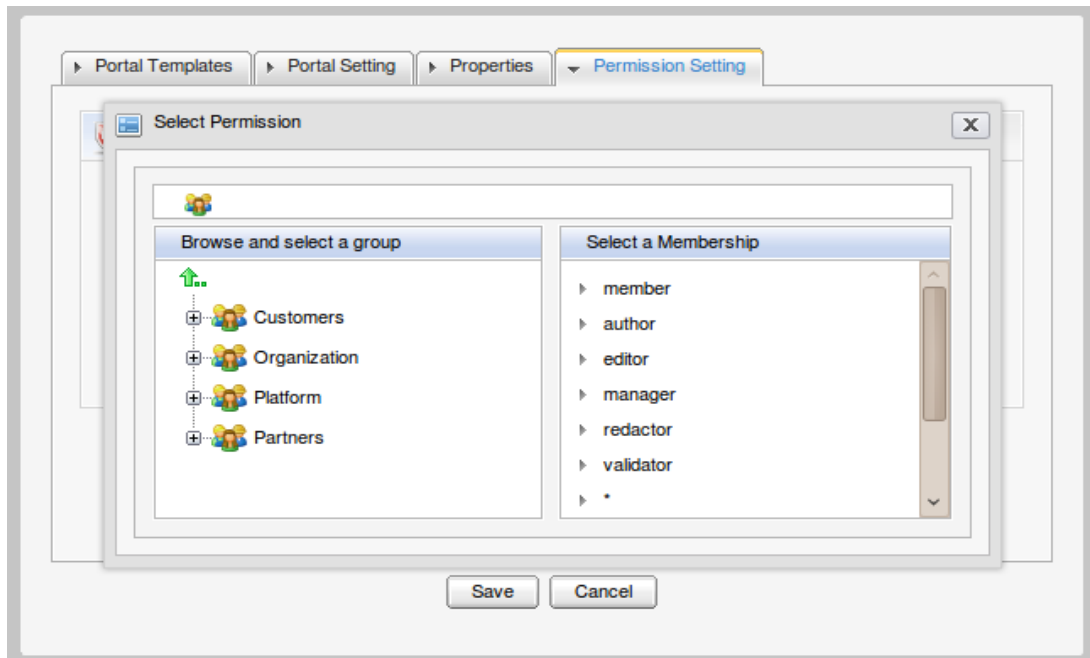 Portal Templates Portal Setting Properties Permission Setting
Select Permission
Browse and select a group Select a Membership
Customers
Organization
Platform
Partners
member
author
editor
manager
redactor
validator
*
Save Cancel